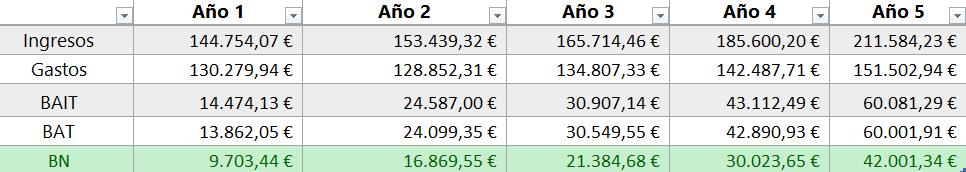 Año 1 Año 2 Año 3 Año 4 Año 5
Ingresos 144.754,07 € 153.439,32 € 165.714,46 € 185.600,20 € 211.584,23 €
Gastos 130.279,94 € 128.852,31 € 134.807,33 € 142.487,71 € 151.502,94 €
BAIT 14.474,13 € 24.587,00 € 30.907,14 € 43.112,49 € 60.081,29 €
BAT 13.862,05 € 24.099,35 € 30.549,55 € 42.890,93 € 60.001,91 €
BN 9.703,44 € 16.869,55 € 21.384,68 € 30.023,65 € 42.001,34 €